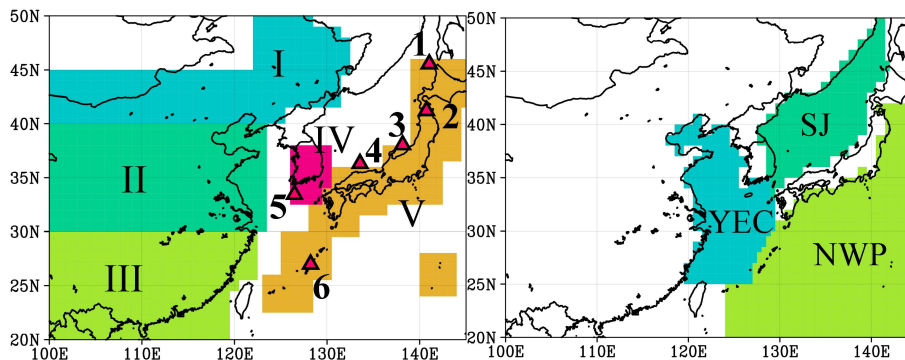 50N
45N
40N
35N
30N
25N
20N
100E
110E
120E
130E
140E
I
II
III
IV
V
1
2
3
4
5
6
50N
45N
40N
35N
30N
25N
20N
100E
110E
120E
130E
140E
SJ
YEC
NWP